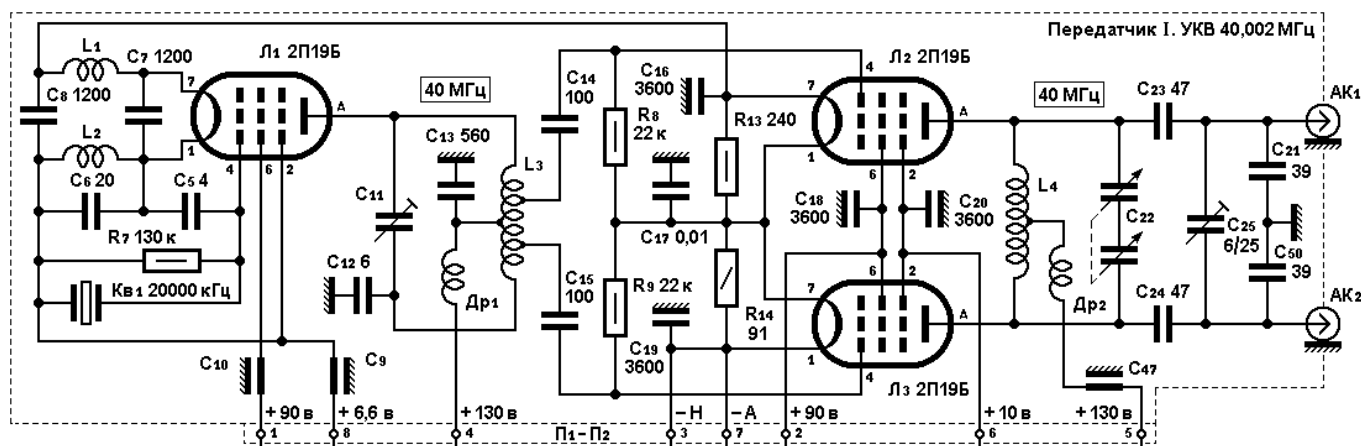 Передатчик I. УКВ 40,002 МГц
L1
C7 1200
C8 1200
Л1 2П19Б
7
1
4
6
2
А
L2
C6 20
C5 4
R7 130 к
Кв1 20000 кГц
C10
C9
40 МГц
C13 560
C11
C12 6
Др1
L3
C14
100
C15
100
C16
3600
R8
22 к
R13 240
C17 0,01
R9 22 к
C19
3600
R14
91
Л2 2П19Б
4
7
1
А
6
2
C18
3600
C20
3600
6
2
7
1
4
А
Л3 2П19Б
40 МГц
C23 47
L4
C22
C25
6/25
C21
39
C50
39
Др2
C24 47
C47
АК1
АК2
+ 90 в
+ 6,6 в
+ 130 в
– Н
– А
+ 90 в
+ 10 в
+ 130 в
1
8
4
П1–П2
3
7
2
6
5